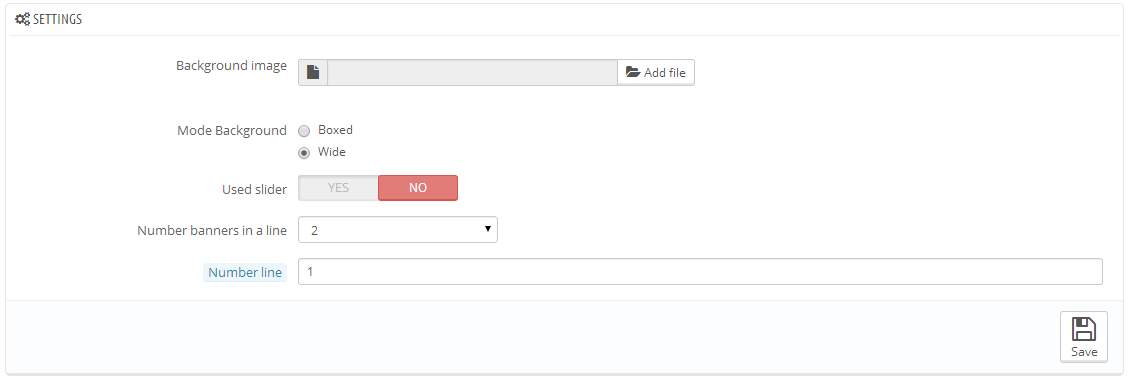 SETTINGS
Background image Add file
Mode Background Boxed
Wide
Used slider YES NO
Number banners in a line 2
Number line 1
Save